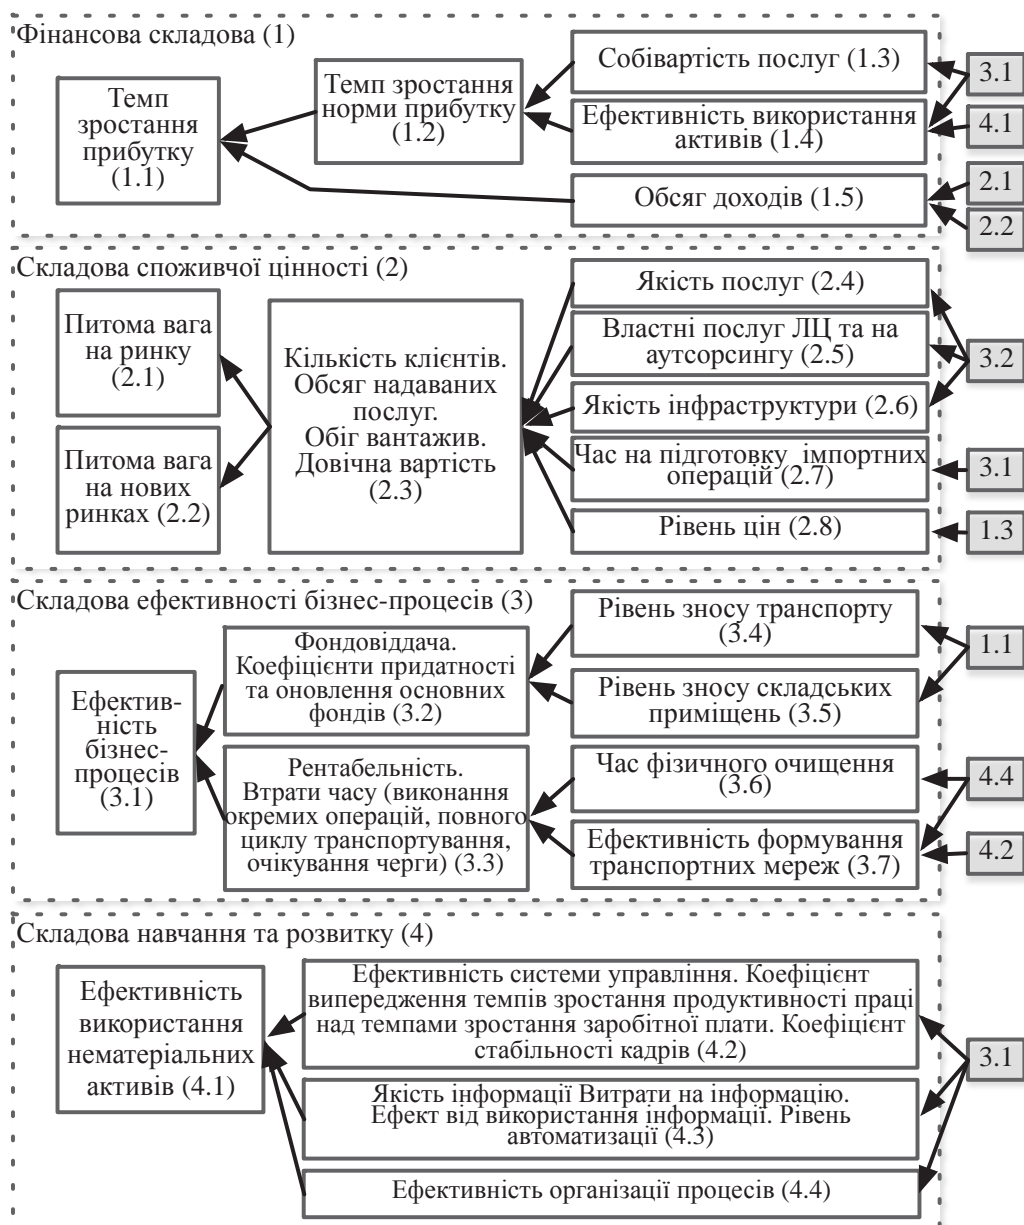 Фінансова складова (1)
Темп
зростання
прибутку
(1.1)
Темп зростання
норми прибутку
(1.2)
Собівартість послуг (1.3)
Ефективність використання
активів (1.4)
Обсяг доходів (1.5)
3.1
4.1
2.1
2.2
Складова споживчої цінності (2)
Питома вага
на ринку
(2.1)
Питома вага
на нових
ринках (2.2)
Кількість клієнтів.
Обсяг надаваних
послуг.
Обіг вантажив.
Довічна вартість
(2.3)
Якість послуг (2.4)
Властні послуг ЛЦ та на
аутсорсингу (2.5)
Якість інфраструктури (2.6)
Час на підготовку імпортних
операцій (2.7)
Рівень цін (2.8)
3.2
3.1
1.3
Складова ефективності бізнес-процесів (3)
Ефектив-
ність
бізнес-
процесів
(3.1)
Фондовіддача.
Коефіцієнти придатності
та оновлення основних
фондів (3.2)
Рентабельність.
Втрати часу (виконання
окремих операцій, повного
циклу транспортування,
очікування черги) (3.3)
Рівень зносу транспорту
(3.4)
Рівень зносу складських
приміщень (3.5)
Час фізичного очищення
(3.6)
Ефективність формування
транспортних мереж (3.7)
1.1
4.4
4.2
Складова навчання та розвитку (4)
Ефективність
використання
нематеріальних
активів (4.1)
Ефективність системи управління. Коефіцієнт
випередження темпів зростання продуктивності праці
над темпами зростання заробітної плати. Коефіцієнт
стабільності кадрів (4.2)
Якість інформації Витрати на інформацію.
Ефект від використання інформації. Рівень
автоматизації (4.3)
Ефективність організації процесів (4.4)
3.1